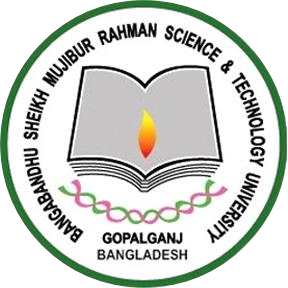 BANGABANDHU SHEIKH MUJIBUR RAHMAN SCIENCE & TECHNOLOGY UNIVERSITY
GOPALGANJ
BANGLADESH